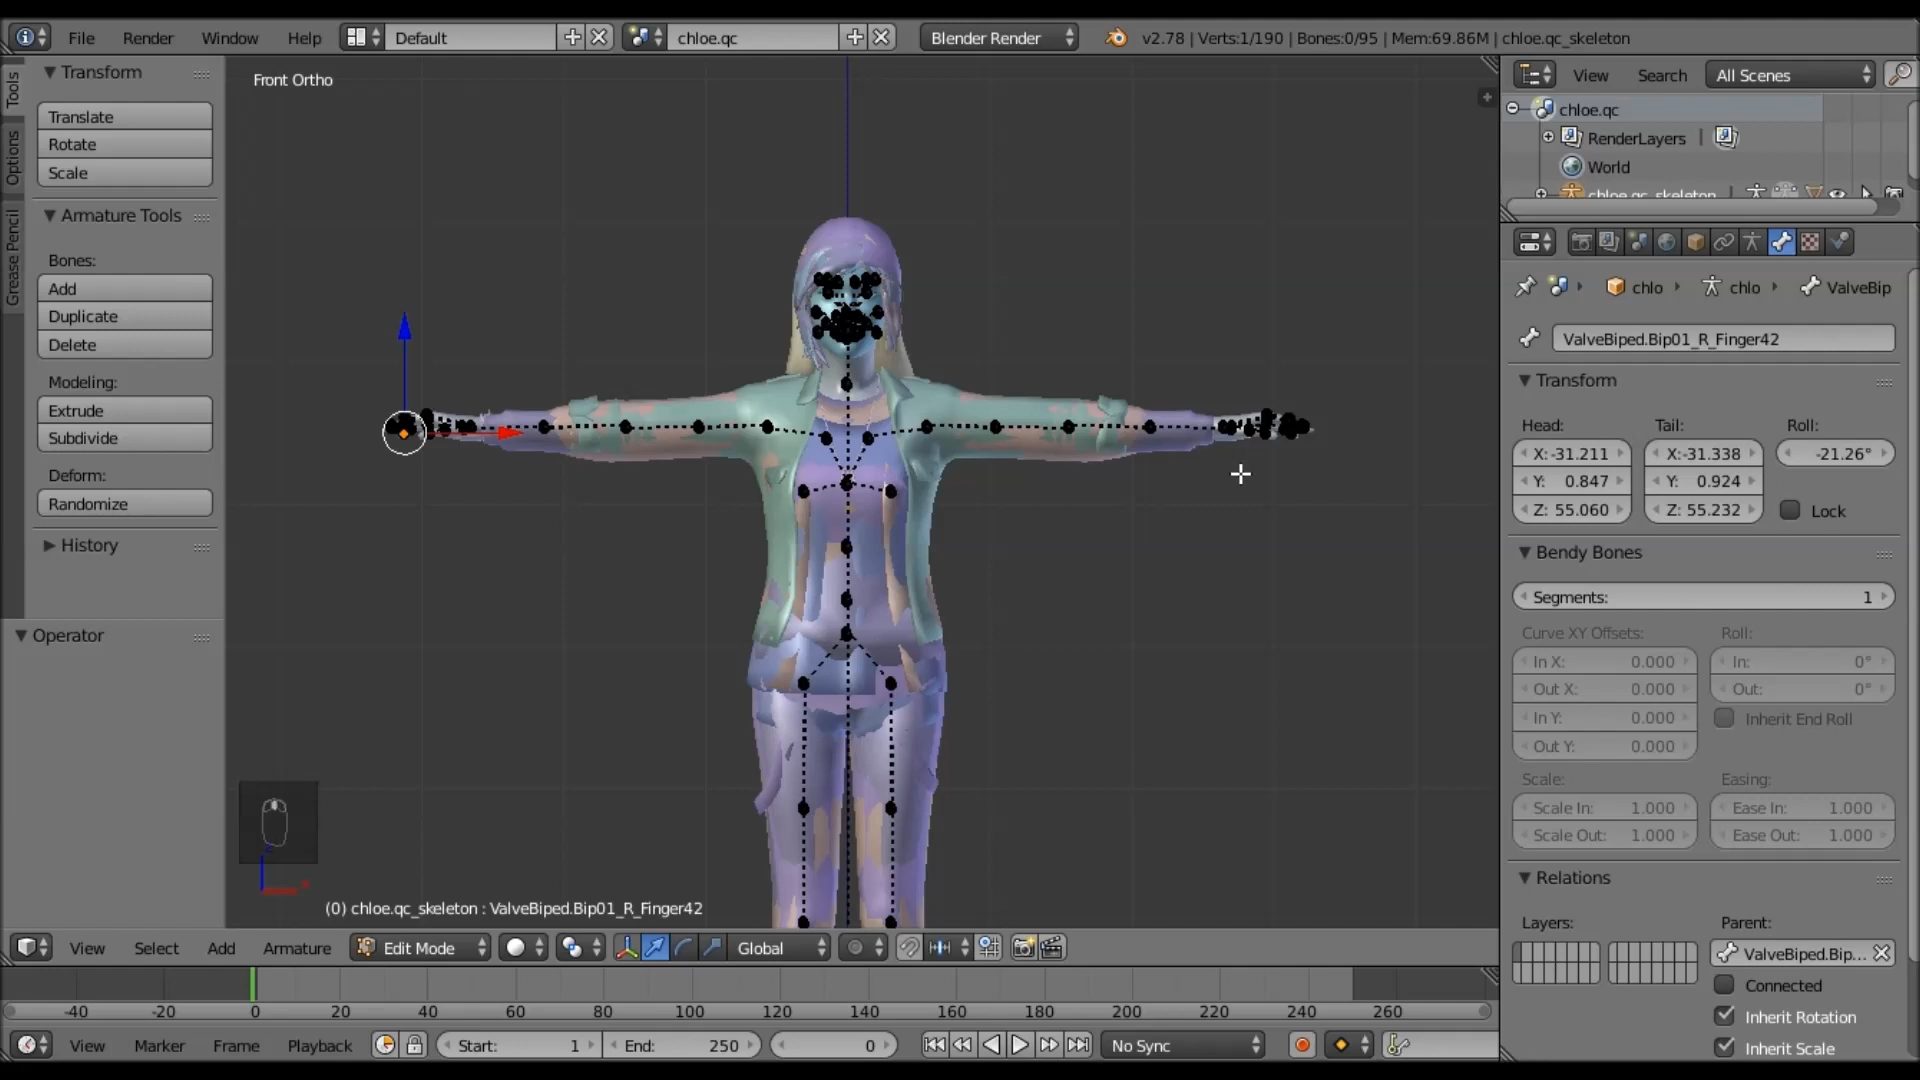 File Render Window Help Default chloe.qc Blender Render v2.78 | Verts:1/190 | Bones:0/95 | Mem:69.86M | chloe.qc_skeleton
Tools
Options
Grease Pencil
Transform
Translate
Rotate
Scale
Armature Tools
Bones:
Add
Duplicate
Delete
Modeling:
Extrude
Subdivide
Deform:
Randomize
History
Operator
Front Ortho
(0) chloe.qc_skeleton : ValveBiped.Bip01_R_Finger42
View Search All Scenes
chloe.qc
RenderLayers |
World
chloe.qc_skeleton
chlo chlo ValveBip
ValveBiped.Bip01_R_Finger42
Transform
Head: Tail: Roll:
X:-31.211 X:-31.338 -21.26°
Y: 0.847 Y: 0.924
Z: 55.060 Z: 55.232 Lock
Bendy Bones
Segments: 1
Curve XY Offsets: Roll:
In X: 0.000 In: 0°
Out X: 0.000 Out: 0°
In Y: 0.000 Inherit End Roll
Out Y: 0.000
Scale: Easing:
Scale In: 1.000 Ease In: 1.000
Scale Out: 1.000 Ease Out: 1.000
Relations
Layers: Parent:
ValveBiped.Bip...
Connected
Inherit Rotation
Inherit Scale
View Select Add Armature Edit Mode Global
-40 -20 0 20 40 60 80 100 120 140 160 180 200 220 240 260
View Marker Frame Playback Start: 1 End: 250 0 No Sync